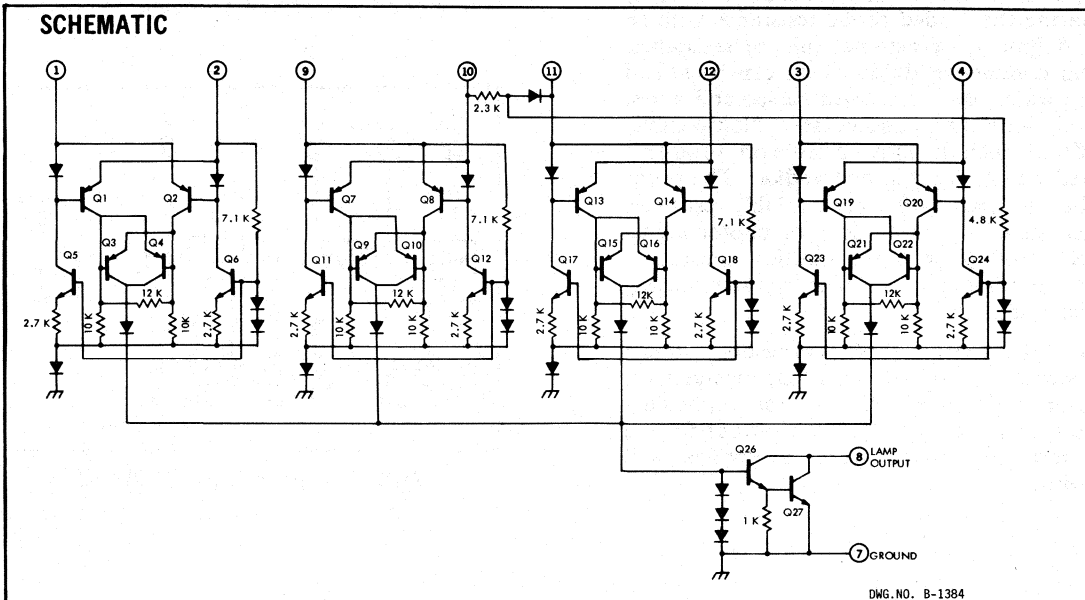 SCHEMATIC
1 2 9 10 11 12 3 4
2.3 K
Q1 Q2 Q7 Q8 Q13 Q14 Q19 Q20
7.1 K 7.1 K 7.1 K 4.8 K
Q3 Q4 Q9 Q10 Q15 Q16 Q21 Q22
Q5 Q6 Q11 Q12 Q17 Q18 Q23 Q24
12 K 12 K 12K 12K
2.7 K 10 K 10K 2.7 K 2.7 K 10 K 10 K 2.7 K 2.7 K 10 K 10 K 2.7 K 2.7 K 10 K 10 K 2.7 K
Q26
8 LAMP
OUTPUT
1 K
Q27
7 GROUND
DWG.NO. B-1384